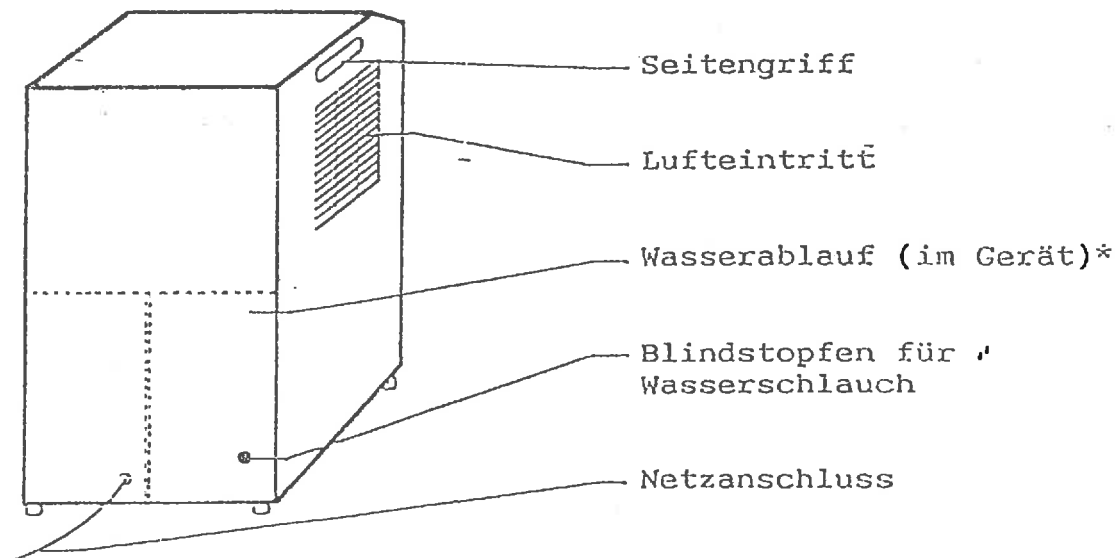 Seitengriff
Lufteintritt
Wasserablauf (im Gerät)*
Blindstopfen für
Wasserschlauch
Netzanschluss